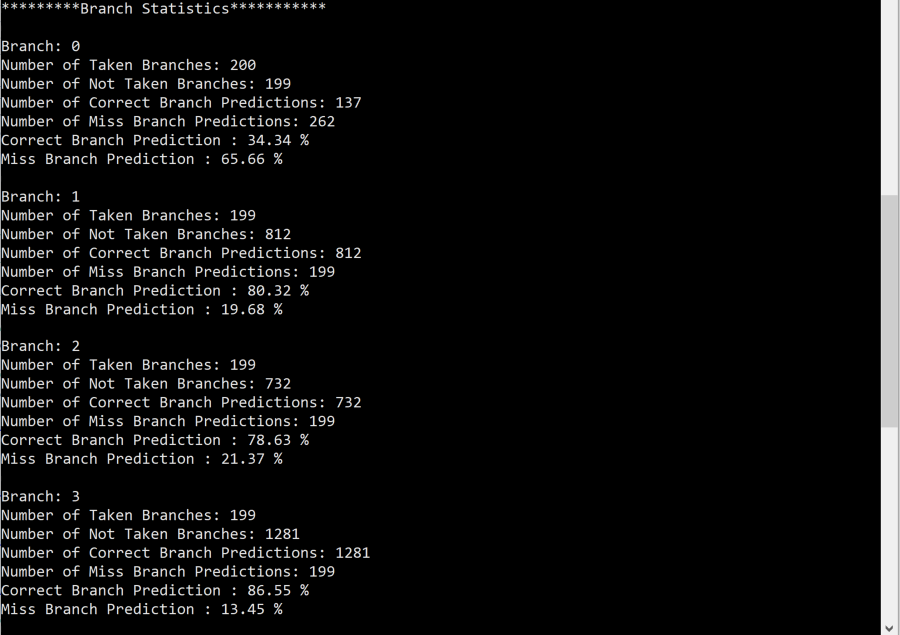 *********Branch Statistics***********
Branch: 0
Number of Taken Branches: 200
Number of Not Taken Branches: 199
Number of Correct Branch Predictions: 137
Number of Miss Branch Predictions: 262
Correct Branch Prediction : 34.34 %
Miss Branch Prediction : 65.66 %
Branch: 1
Number of Taken Branches: 199
Number of Not Taken Branches: 812
Number of Correct Branch Predictions: 812
Number of Miss Branch Predictions: 199
Correct Branch Prediction : 80.32 %
Miss Branch Prediction : 19.68 %
Branch: 2
Number of Taken Branches: 199
Number of Not Taken Branches: 732
Number of Correct Branch Predictions: 732
Number of Miss Branch Predictions: 199
Correct Branch Prediction : 78.63 %
Miss Branch Prediction : 21.37 %
Branch: 3
Number of Taken Branches: 199
Number of Not Taken Branches: 1281
Number of Correct Branch Predictions: 1281
Number of Miss Branch Predictions: 199
Correct Branch Prediction : 86.55 %
Miss Branch Prediction : 13.45 %